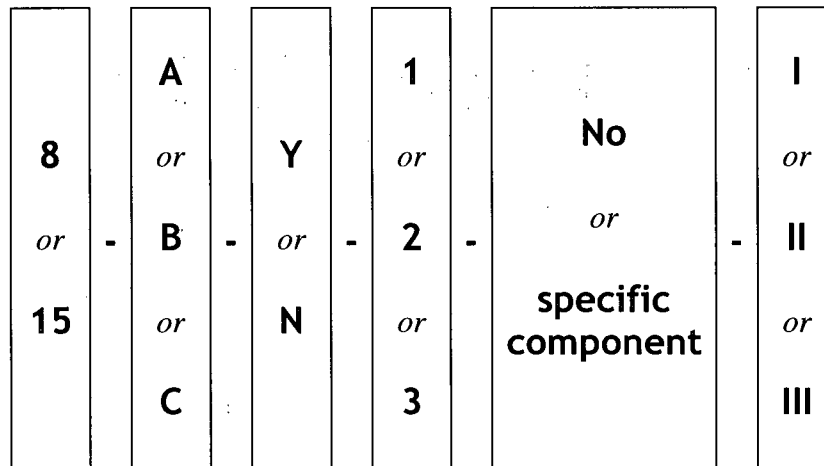 8
or
15
-
A
or
B
or
C
-
Y
or
N
-
1
or
2
or
3
-
No
or
specific
component
-
I
or
II
or
III